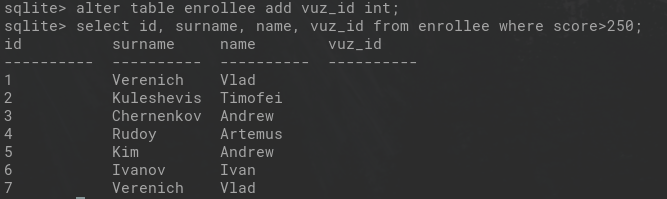 sqlite> alter table enrollee add vuz_id int;
sqlite> select id, surname, name, vuz_id from enrollee where score>250;
id          surname     name        vuz_id
----------  ----------  ----------  ----------
1           Verenich    Vlad
2           Kuleshevis  Timofei
3           Chernenkov  Andrew
4           Rudoy       Artemus
5           Kim         Andrew
6           Ivanov      Ivan
7           Verenich    Vlad